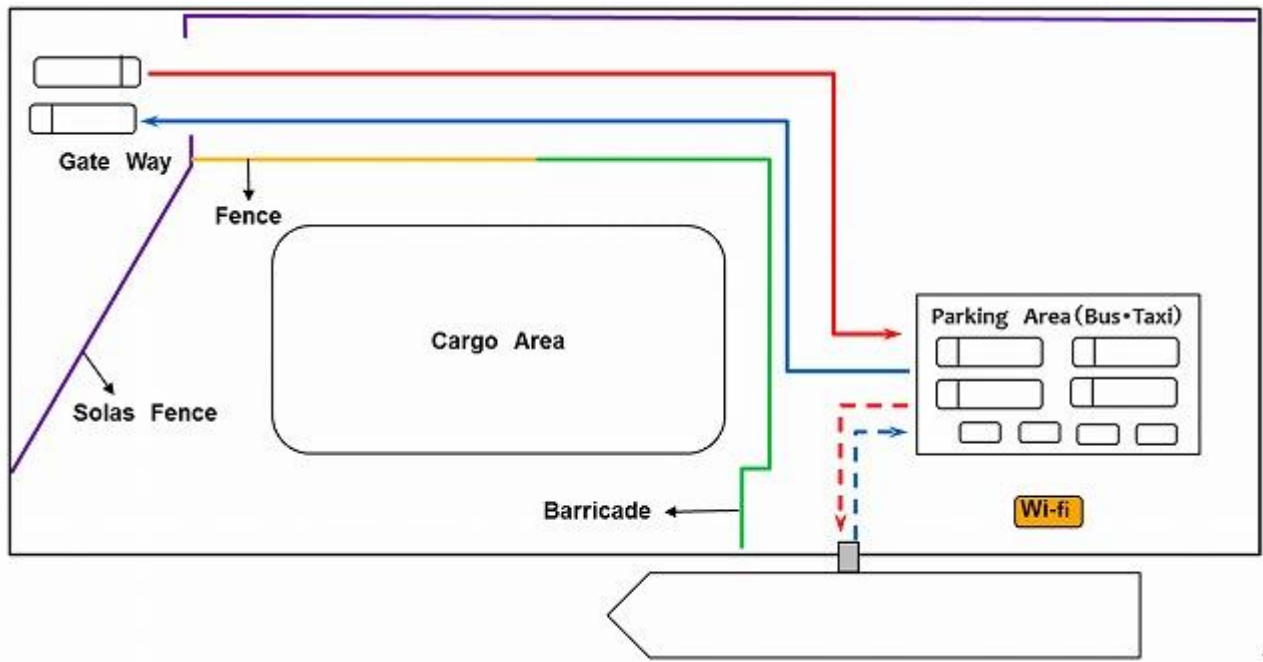 Gate Way
Fence
Cargo Area
Parking Area(Bus・Taxi)
Solas Fence
Barricade
Wi-fi